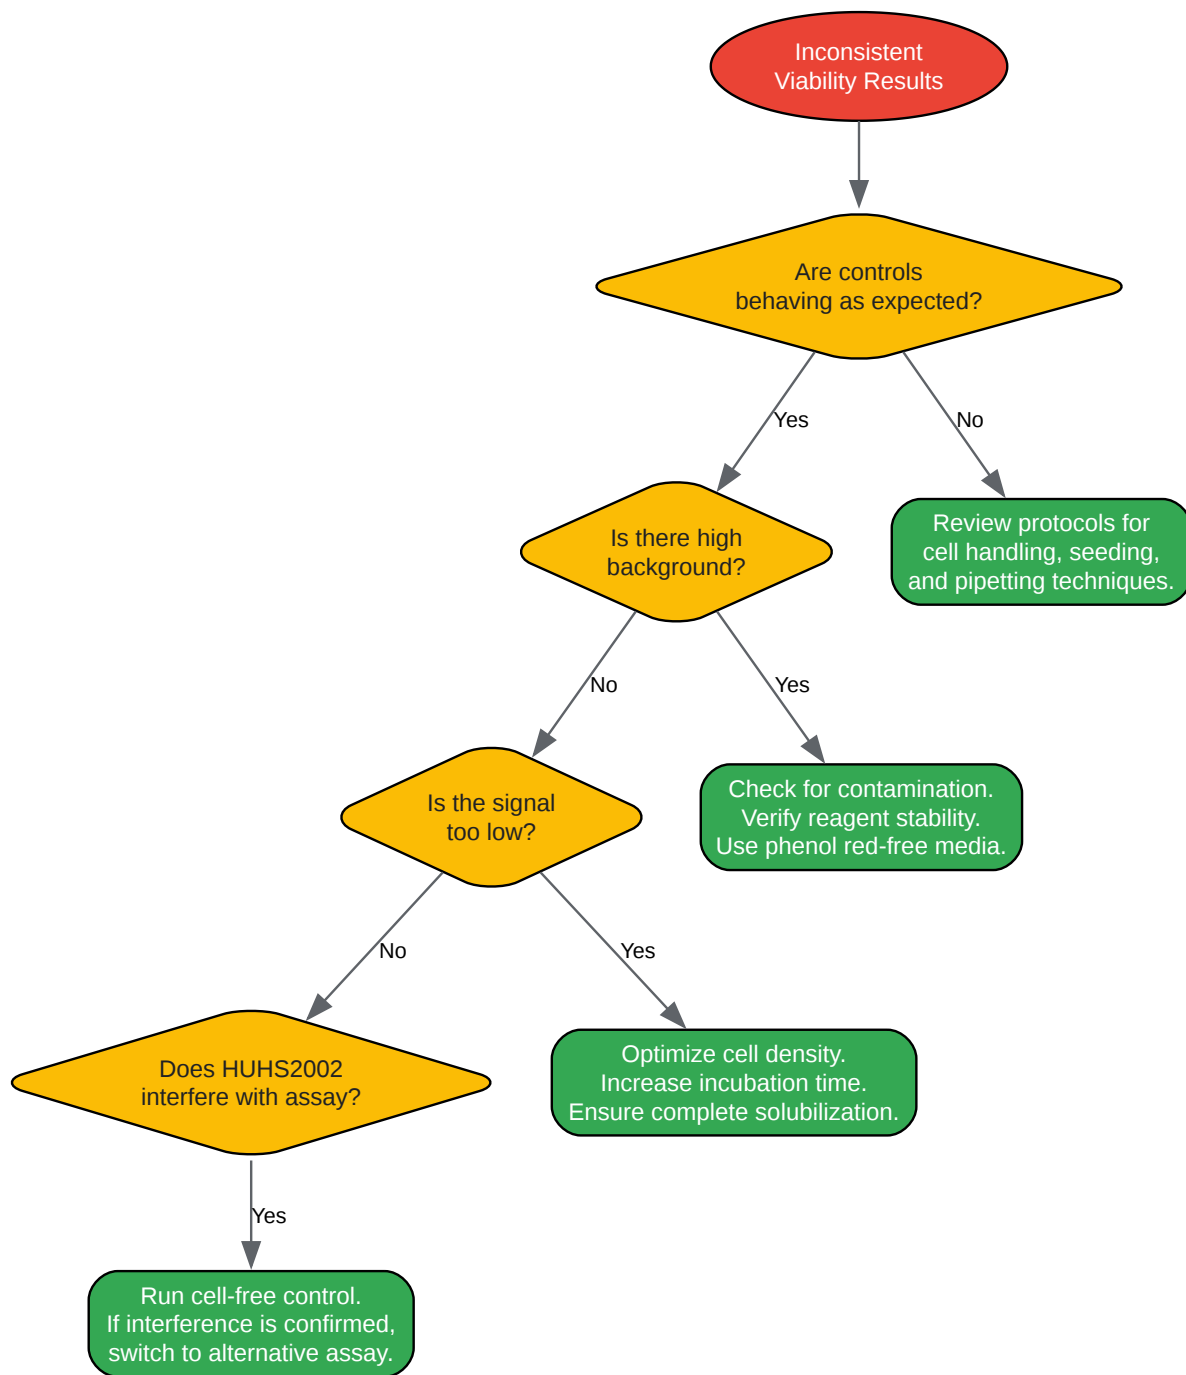 Inconsistent
Viability Results
Are controls
behaving as expected?
Yes
No
Is there high
background?
Review protocols for
cell handling, seeding,
and pipetting techniques.
No
Yes
Is the signal
too low?
Check for contamination.
Verify reagent stability.
Use phenol red-free media.
No
Yes
Does HUHS2002
interfere with assay?
Optimize cell density.
Increase incubation time.
Ensure complete solubilization.
Yes
Run cell-free control.
If interference is confirmed,
switch to alternative assay.